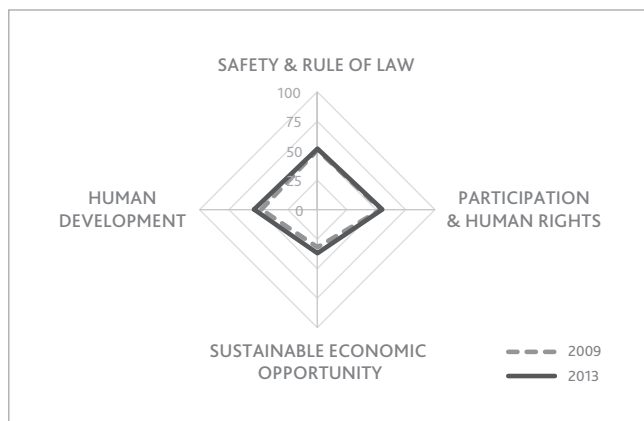 SAFETY & RULE OF LAW
100
75
50
25
0
HUMAN
DEVELOPMENT
PARTICIPATION
& HUMAN RIGHTS
SUSTAINABLE ECONOMIC
OPPORTUNITY
2009
2013